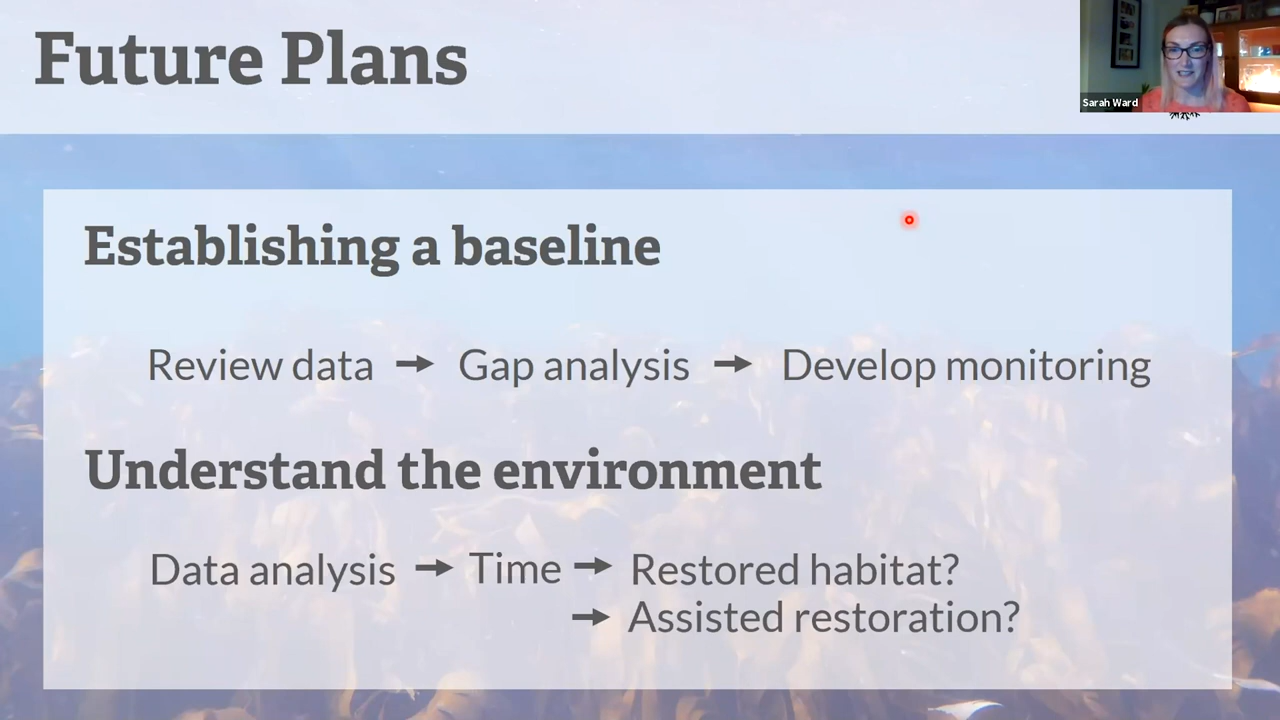 Future Plans
Sarah Ward
Establishing a baseline
Review data → Gap analysis → Develop monitoring
Understand the environment
Data analysis → Time → Restored habitat?
→ Assisted restoration?